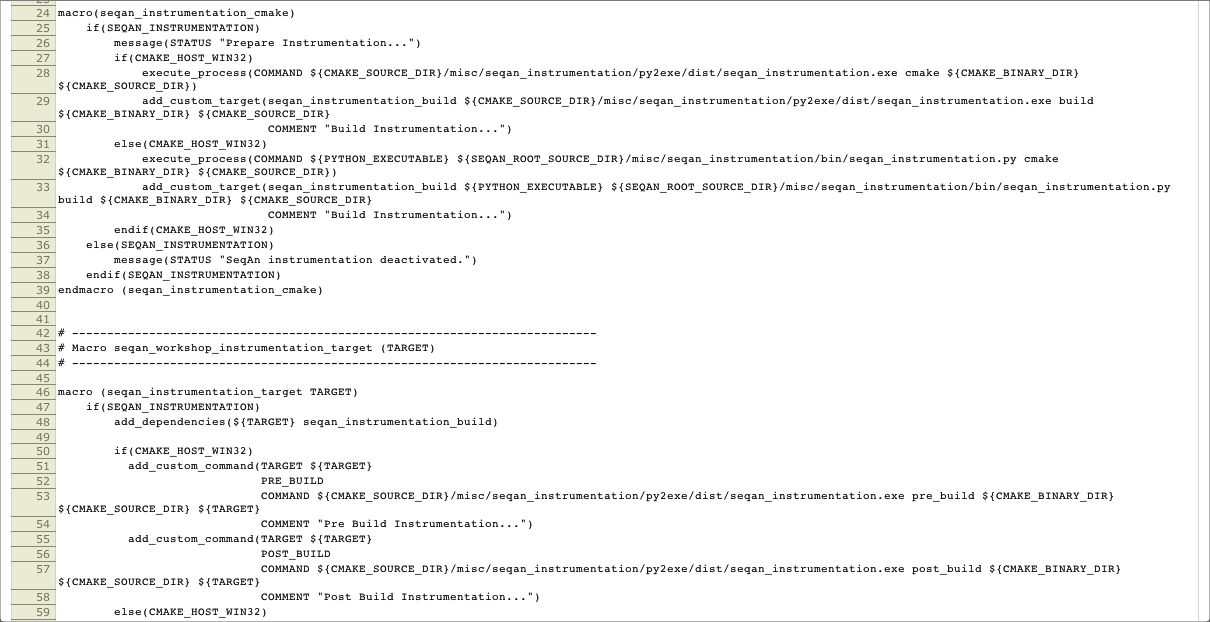 24 macro(seqan_instrumentation_cmake)
25     if(SEQAN_INSTRUMENTATION)
26         message(STATUS "Prepare Instrumentation...")
27         if(CMAKE_HOST_WIN32)
28             execute_process(COMMAND ${CMAKE_SOURCE_DIR}/misc/seqan_instrumentation/py2exe/dist/seqan_instrumentation.exe cmake ${CMAKE_BINARY_DIR}
${CMAKE_SOURCE_DIR})
29             add_custom_target(seqan_instrumentation_build ${CMAKE_SOURCE_DIR}/misc/seqan_instrumentation/py2exe/dist/seqan_instrumentation.exe build
${CMAKE_BINARY_DIR} ${CMAKE_SOURCE_DIR}
30                               COMMENT "Build Instrumentation...")
31         else(CMAKE_HOST_WIN32)
32             execute_process(COMMAND ${PYTHON_EXECUTABLE} ${SEQAN_ROOT_SOURCE_DIR}/misc/seqan_instrumentation/bin/seqan_instrumentation.py cmake
${CMAKE_BINARY_DIR} ${CMAKE_SOURCE_DIR})
33             add_custom_target(seqan_instrumentation_build ${PYTHON_EXECUTABLE} ${SEQAN_ROOT_SOURCE_DIR}/misc/seqan_instrumentation/bin/seqan_instrumentation.py
build ${CMAKE_BINARY_DIR} ${CMAKE_SOURCE_DIR}
34                               COMMENT "Build Instrumentation...")
35         endif(CMAKE_HOST_WIN32)
36     else(SEQAN_INSTRUMENTATION)
37         message(STATUS "SeqAn instrumentation deactivated.")
38     endif(SEQAN_INSTRUMENTATION)
39 endmacro (seqan_instrumentation_cmake)
40
41
42 # ---------------------------------------------------------------------------
43 # Macro seqan_workshop_instrumentation_target (TARGET)
44 # ---------------------------------------------------------------------------
45
46 macro (seqan_instrumentation_target TARGET)
47     if(SEQAN_INSTRUMENTATION)
48         add_dependencies(${TARGET} seqan_instrumentation_build)
49
50         if(CMAKE_HOST_WIN32)
51           add_custom_command(TARGET ${TARGET}
52                              PRE_BUILD
53                              COMMAND ${CMAKE_SOURCE_DIR}/misc/seqan_instrumentation/py2exe/dist/seqan_instrumentation.exe pre_build ${CMAKE_BINARY_DIR}
${CMAKE_SOURCE_DIR} ${TARGET}
54                              COMMENT "Pre Build Instrumentation...")
55           add_custom_command(TARGET ${TARGET}
56                              POST_BUILD
57                              COMMAND ${CMAKE_SOURCE_DIR}/misc/seqan_instrumentation/py2exe/dist/seqan_instrumentation.exe post_build ${CMAKE_BINARY_DIR}
${CMAKE_SOURCE_DIR} ${TARGET}
58                              COMMENT "Post Build Instrumentation...")
59         else(CMAKE_HOST_WIN32)